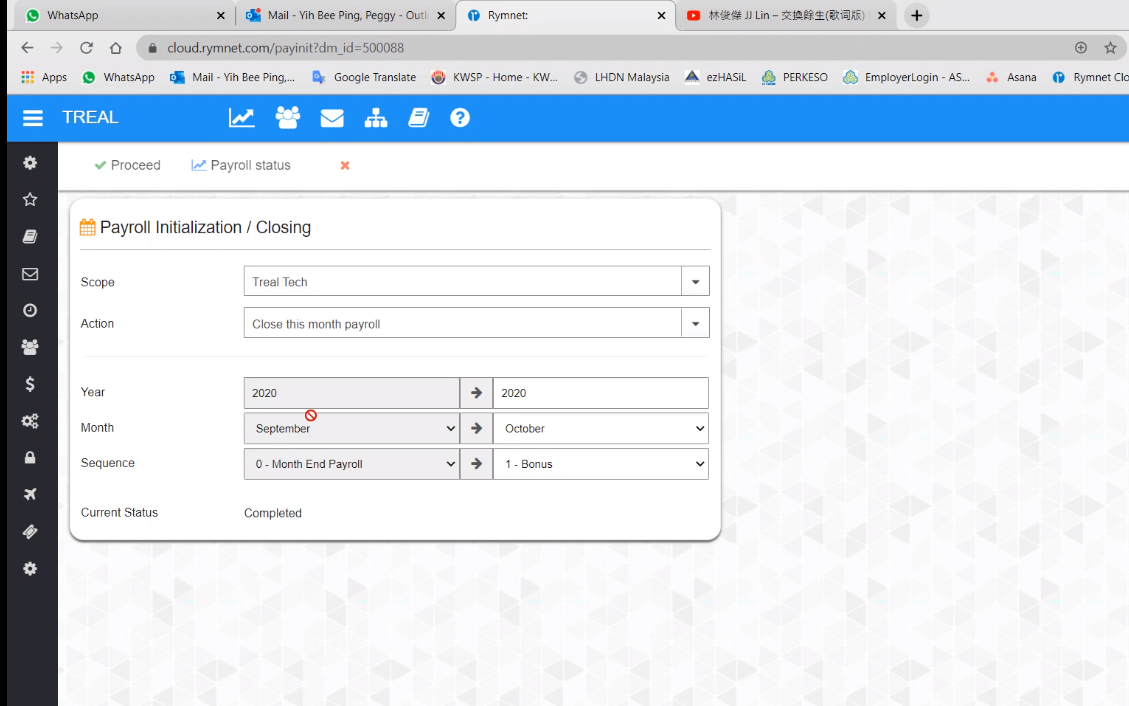 WhatsApp
Mail - Yih Bee Ping, Peggy - Outl
Rymnet:
林俊傑 JJ Lin – 交換餘生(歌词版)
cloud.rymnet.com/payinit?dm_id=500088
Apps WhatsApp Mail - Yih Bee Ping,... Google Translate KWSP - Home - KW... LHDN Malaysia ezHASiL PERKESO EmployerLogin - AS... Asana Rymnet Clo
TREAL
Proceed Payroll status
Payroll Initialization / Closing
Scope Treal Tech
Action Close this month payroll
Year 2020 2020
Month September October
Sequence 0 - Month End Payroll 1 - Bonus
Current Status Completed